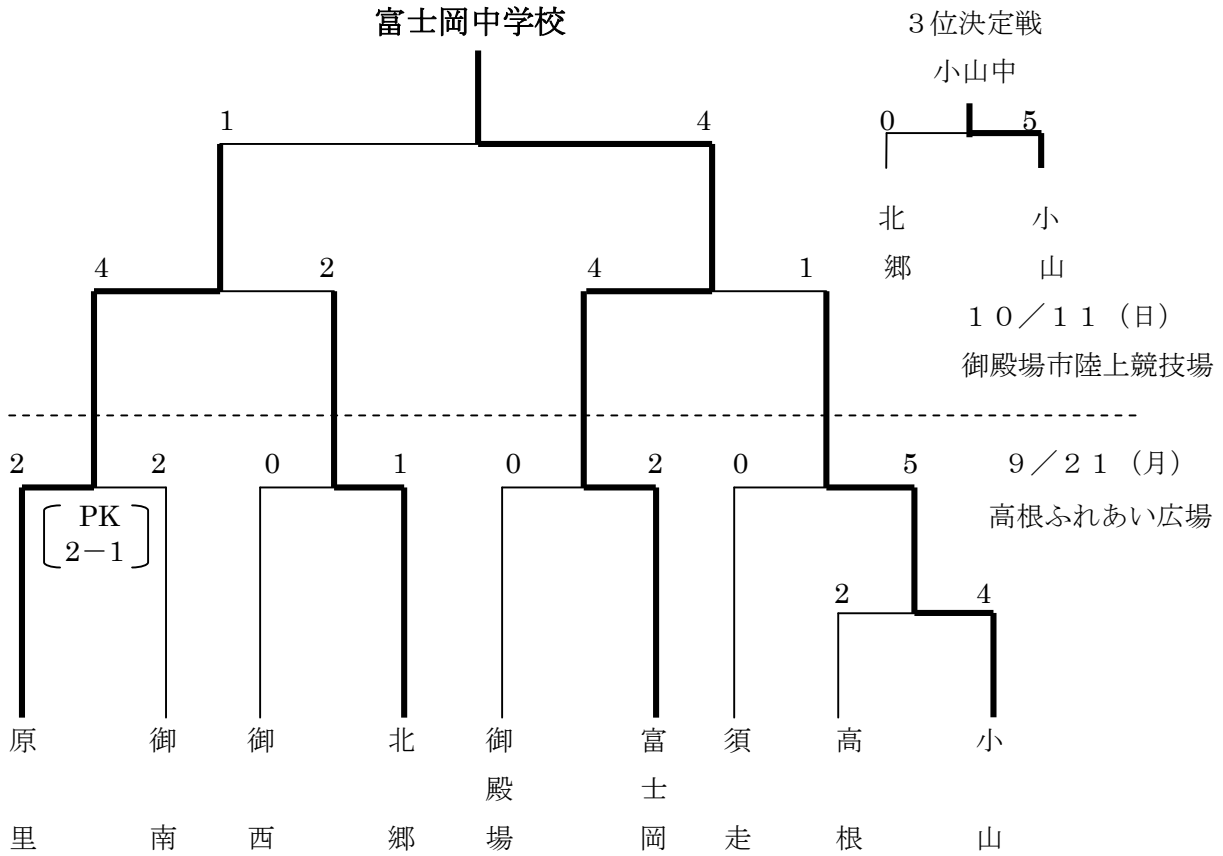 富士岡中学校
3位決定戦
小山中
1 4
0 5
北郷 小山
4 2 4 1
10/11(日)
御殿場市陸上競技場
2 2 0 1 0 2 0 5
9/21(月)
PK
2-1
高根ふれあい広場
2 4
原里 御南 御西 北郷 御殿場 富士岡 須走 高根 小山